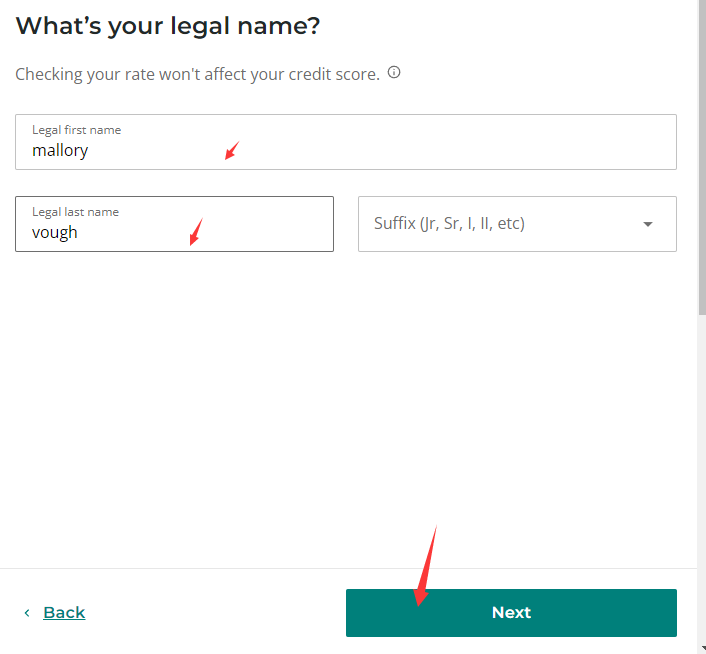 What's your legal name?
Checking your rate won't affect your credit score.
Legal first name
mallory
Legal last name
vough
Suffix (Jr, Sr, I, II, etc)
Back
Next